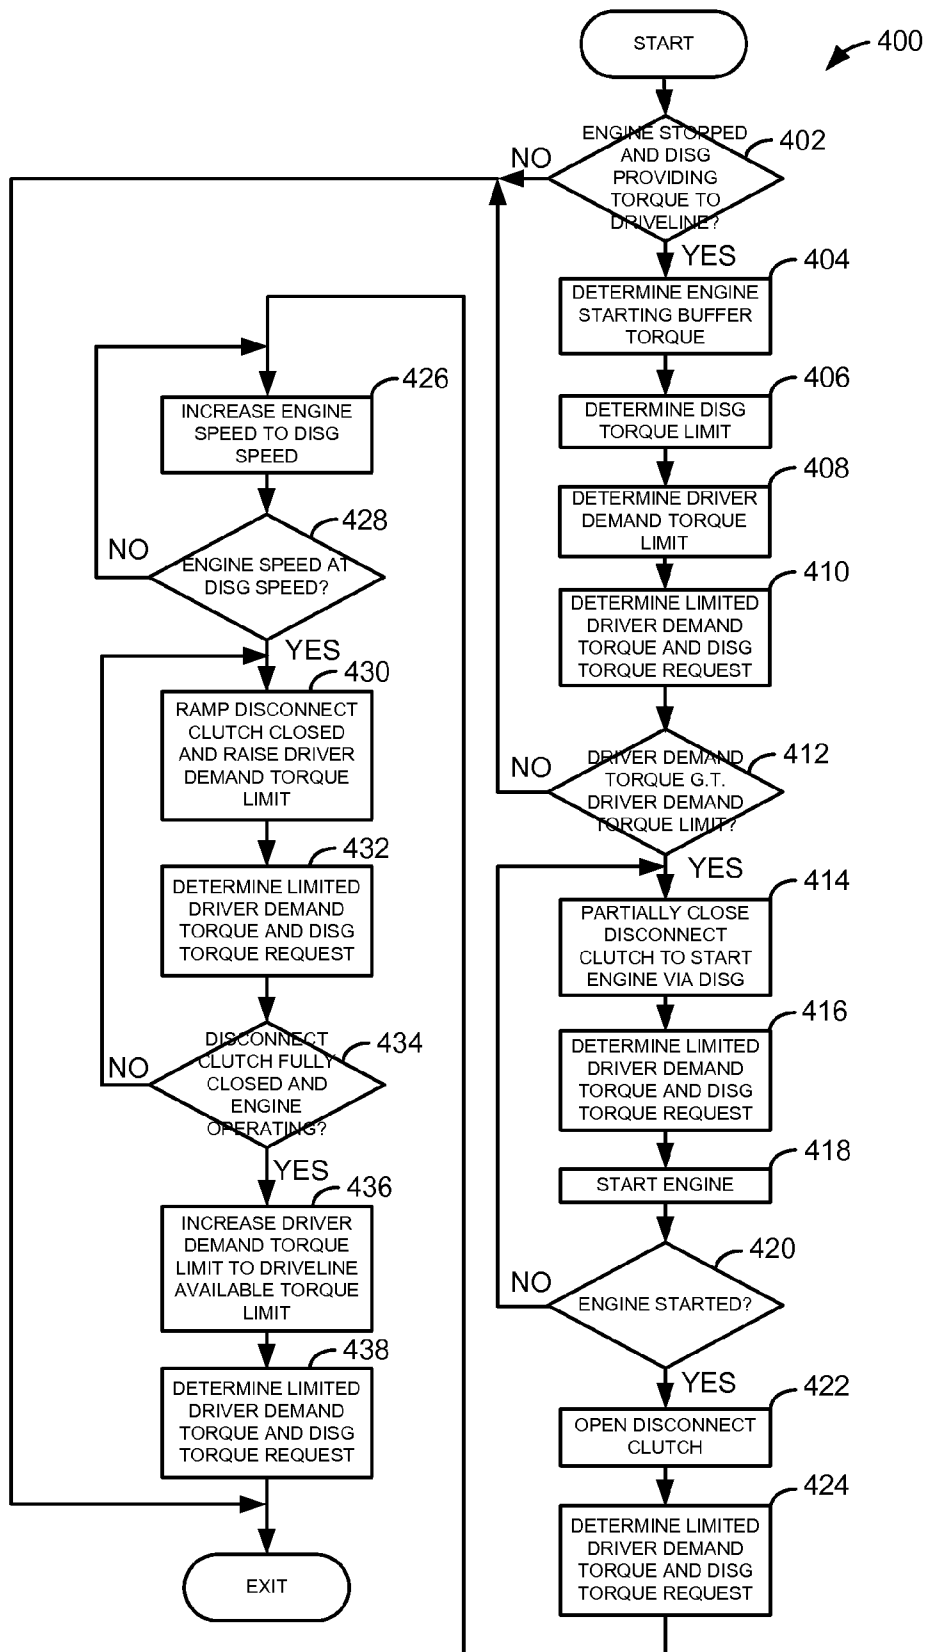 START
400
ENGINE STOPPED
AND DISG
PROVIDING
TORQUE TO
DRIVELINE?
402
NO
YES
404
DETERMINE ENGINE
STARTING BUFFER
TORQUE
406
DETERMINE DISG
TORQUE LIMIT
408
DETERMINE DRIVER
DEMAND TORQUE
LIMIT
410
DETERMINE LIMITED
DRIVER DEMAND
TORQUE AND DISG
TORQUE REQUEST
412
DRIVER DEMAND
TORQUE G.T.
DRIVER DEMAND
TORQUE LIMIT?
NO
YES
414
PARTIALLY CLOSE
DISCONNECT
CLUTCH TO START
ENGINE VIA DISG
416
DETERMINE LIMITED
DRIVER DEMAND
TORQUE AND DISG
TORQUE REQUEST
418
START ENGINE
420
ENGINE STARTED?
NO
YES
422
OPEN DISCONNECT
CLUTCH
424
DETERMINE LIMITED
DRIVER DEMAND
TORQUE AND DISG
TORQUE REQUEST
426
INCREASE ENGINE
SPEED TO DISG
SPEED
428
ENGINE SPEED AT
DISG SPEED?
NO
YES
430
RAMP DISCONNECT
CLUTCH CLOSED
AND RAISE DRIVER
DEMAND TORQUE
LIMIT
432
DETERMINE LIMITED
DRIVER DEMAND
TORQUE AND DISG
TORQUE REQUEST
434
DISCONNECT
CLUTCH FULLY
CLOSED AND
ENGINE
OPERATING?
NO
YES
436
INCREASE DRIVER
DEMAND TORQUE
LIMIT TO DRIVELINE
AVAILABLE TORQUE
LIMIT
438
DETERMINE LIMITED
DRIVER DEMAND
TORQUE AND DISG
TORQUE REQUEST
EXIT